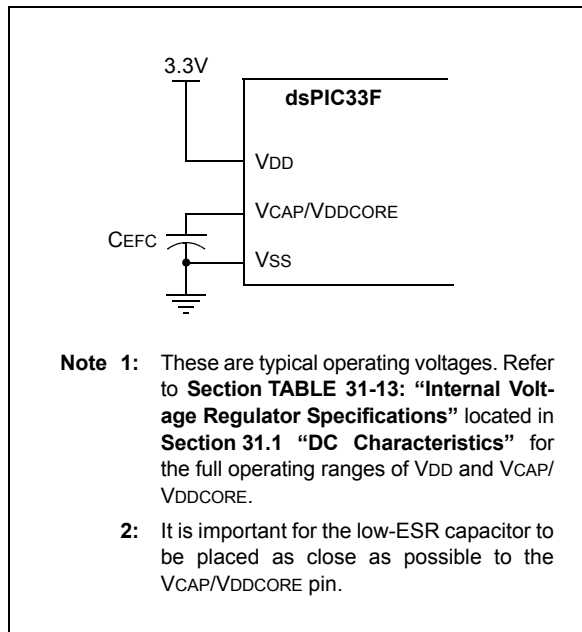 3.3V
dsPIC33F
VDD
VCAP/VDDCORE
CEFC
VSS
Note 1: These are typical operating voltages. Refer
to Section TABLE 31-13: “Internal Volt-
age Regulator Specifications” located in
Section 31.1 “DC Characteristics” for
the full operating ranges of VDD and VCAP/
VDDCORE.
2: It is important for the low-ESR capacitor to
be placed as close as possible to the
VCAP/VDDCORE pin.